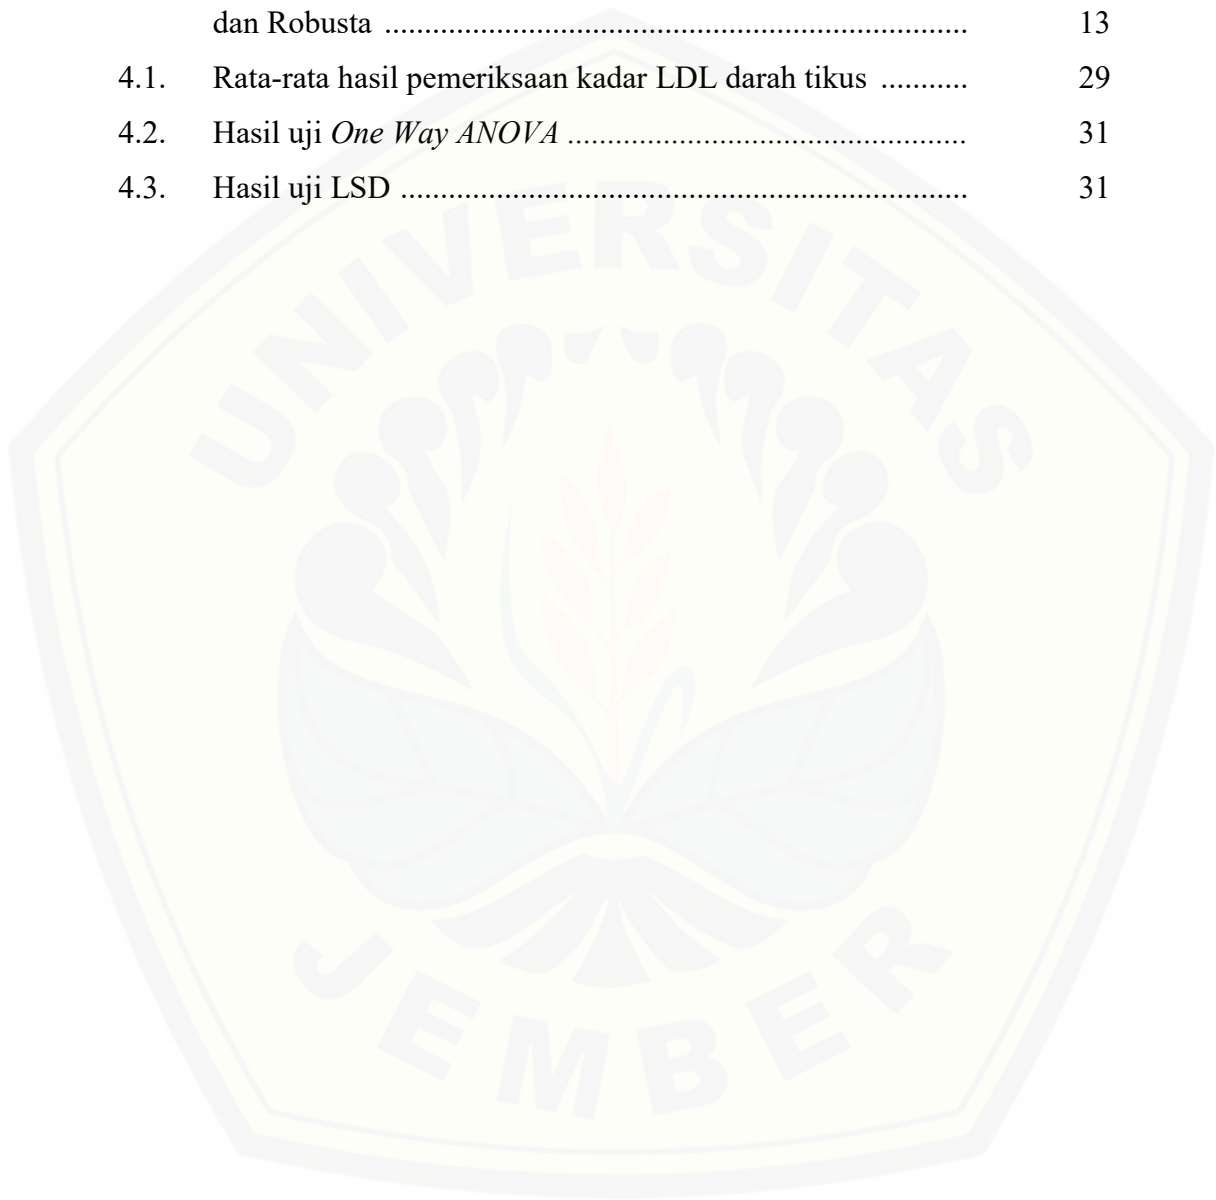 dan Robusta ........................................................................ 13
4.1. Rata-rata hasil pemeriksaan kadar LDL darah tikus ........... 29
4.2. Hasil uji One Way ANOVA .................................................. 31
4.3. Hasil uji LSD ....................................................................... 31
UNIVERSITAS
JEMBER